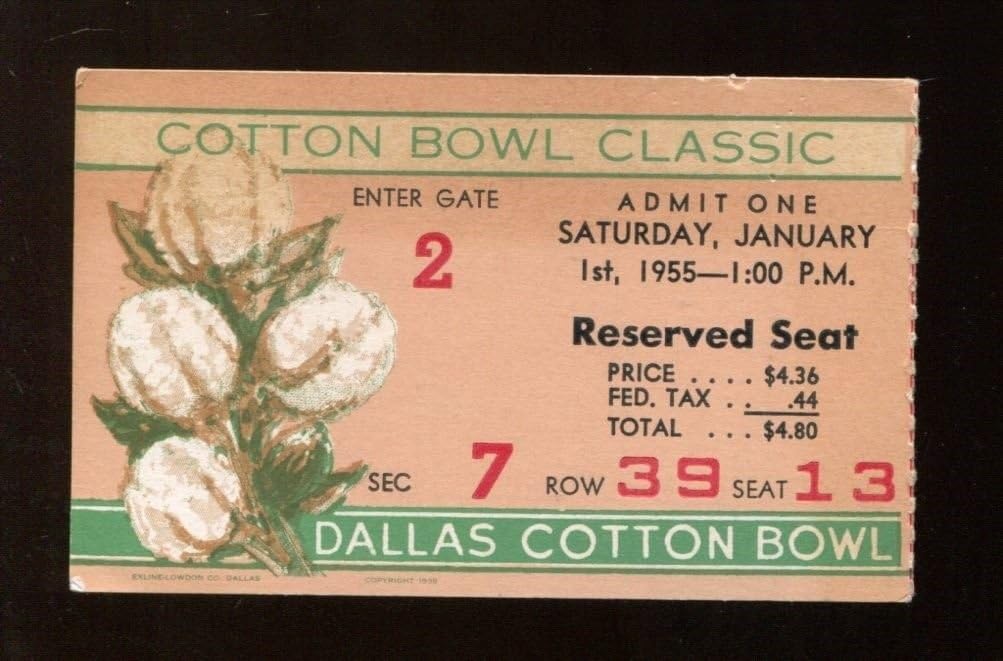 COTTON BOWL CLASSIC
ENTER GATE
2
ADMIT ONE
SATURDAY, JANUARY
1st, 1955—1:00 P.M.
Reserved Seat
PRICE .... $4.36
FED. TAX .. .44
TOTAL ... $4.80
SEC 7 ROW 39 SEAT 13
DALLAS COTTON BOWL
EXLINE-LOWDON CO. DALLAS
COPYRIGHT